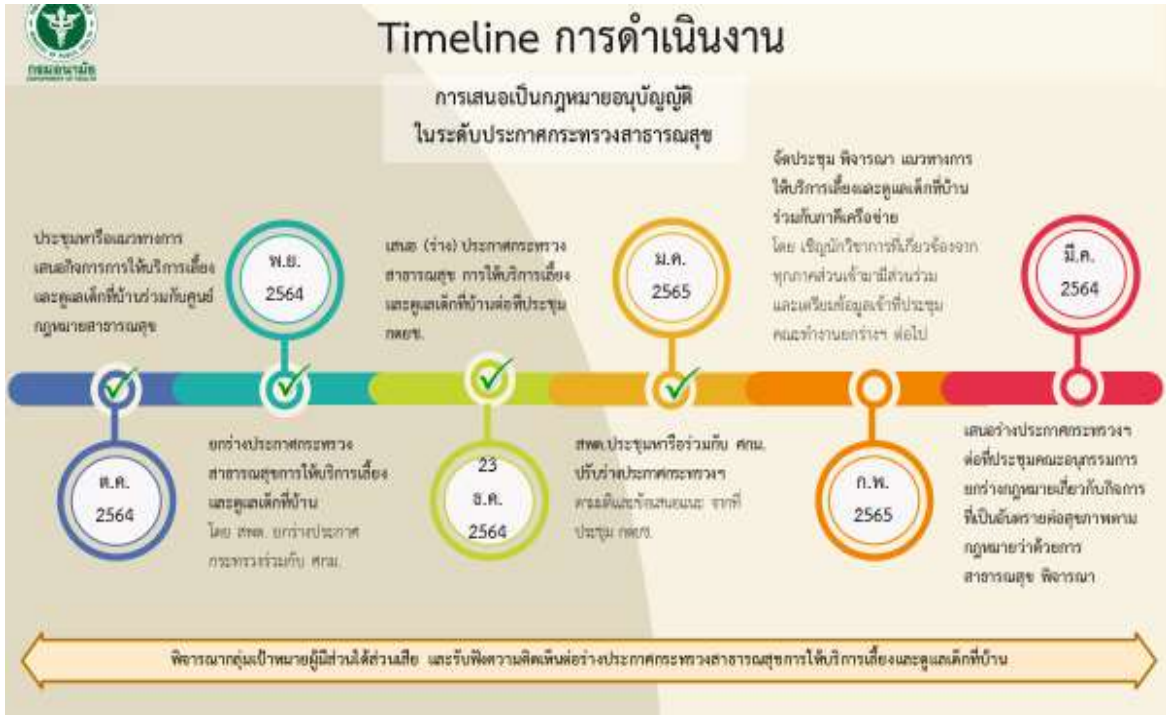 กรมอนามัย
DEPARTMENT OF HEALTH
Timeline การดำเนินงาน
การเสนอเป็นกฎหมายอนุบัญญัติ
ในระดับประกาศกระทรวงสาธารณสุข
ประชุมหารือแนวทางการ
เสนอกิจการการให้บริการเลี้ยง
และดูแลเด็กที่บ้านร่วมกับศูนย์
กฎหมายสาธารณสุข
ต.ค.
2564
พ.ย.
2564
ยกร่างประกาศกระทรวง
สาธารณสุขการให้บริการเลี้ยง
และดูแลเด็กที่บ้าน
โดย สพด. ยกร่างประกาศ
กระทรวงร่วมกับ ศกม.
เสนอ (ร่าง) ประกาศกระทรวง
สาธารณสุข การให้บริการเลี้ยง
และดูแลเด็กที่บ้านต่อที่ประชุม
กดยช.
23
ธ.ค.
2564
ม.ค.
2565
สพด.ประชุมหารือร่วมกับ ศกม.
ปรับร่างประกาศกระทรวงฯ
ตามมติและข้อเสนอแนะ จากที่
ประชุม กดยช.
จัดประชุม พิจารณา แนวทางการ
ให้บริการเลี้ยงและดูแลเด็กที่บ้าน
ร่วมกับภาคีเครือข่าย
โดย เชิญนักวิชาการที่เกี่ยวข้องจาก
ทุกภาคส่วนเข้ามามีส่วนร่วม
และเตรียมข้อมูลเข้าที่ประชุม
คณะทำงานยกร่างฯ ต่อไป
ก.พ.
2565
มี.ค.
2564
เสนอร่างประกาศกระทรวงฯ
ต่อที่ประชุมคณะอนุกรรมการ
ยกร่างกฎหมายเกี่ยวกับกิจการ
ที่เป็นอันตรายต่อสุขภาพตาม
กฎหมายว่าด้วยการ
สาธารณสุข พิจารณา
พิจารณากลุ่มเป้าหมายผู้มีส่วนได้ส่วนเสีย และรับฟังความคิดเห็นต่อร่างประกาศกระทรวงสาธารณสุขการให้บริการเลี้ยงและดูแลเด็กที่บ้าน